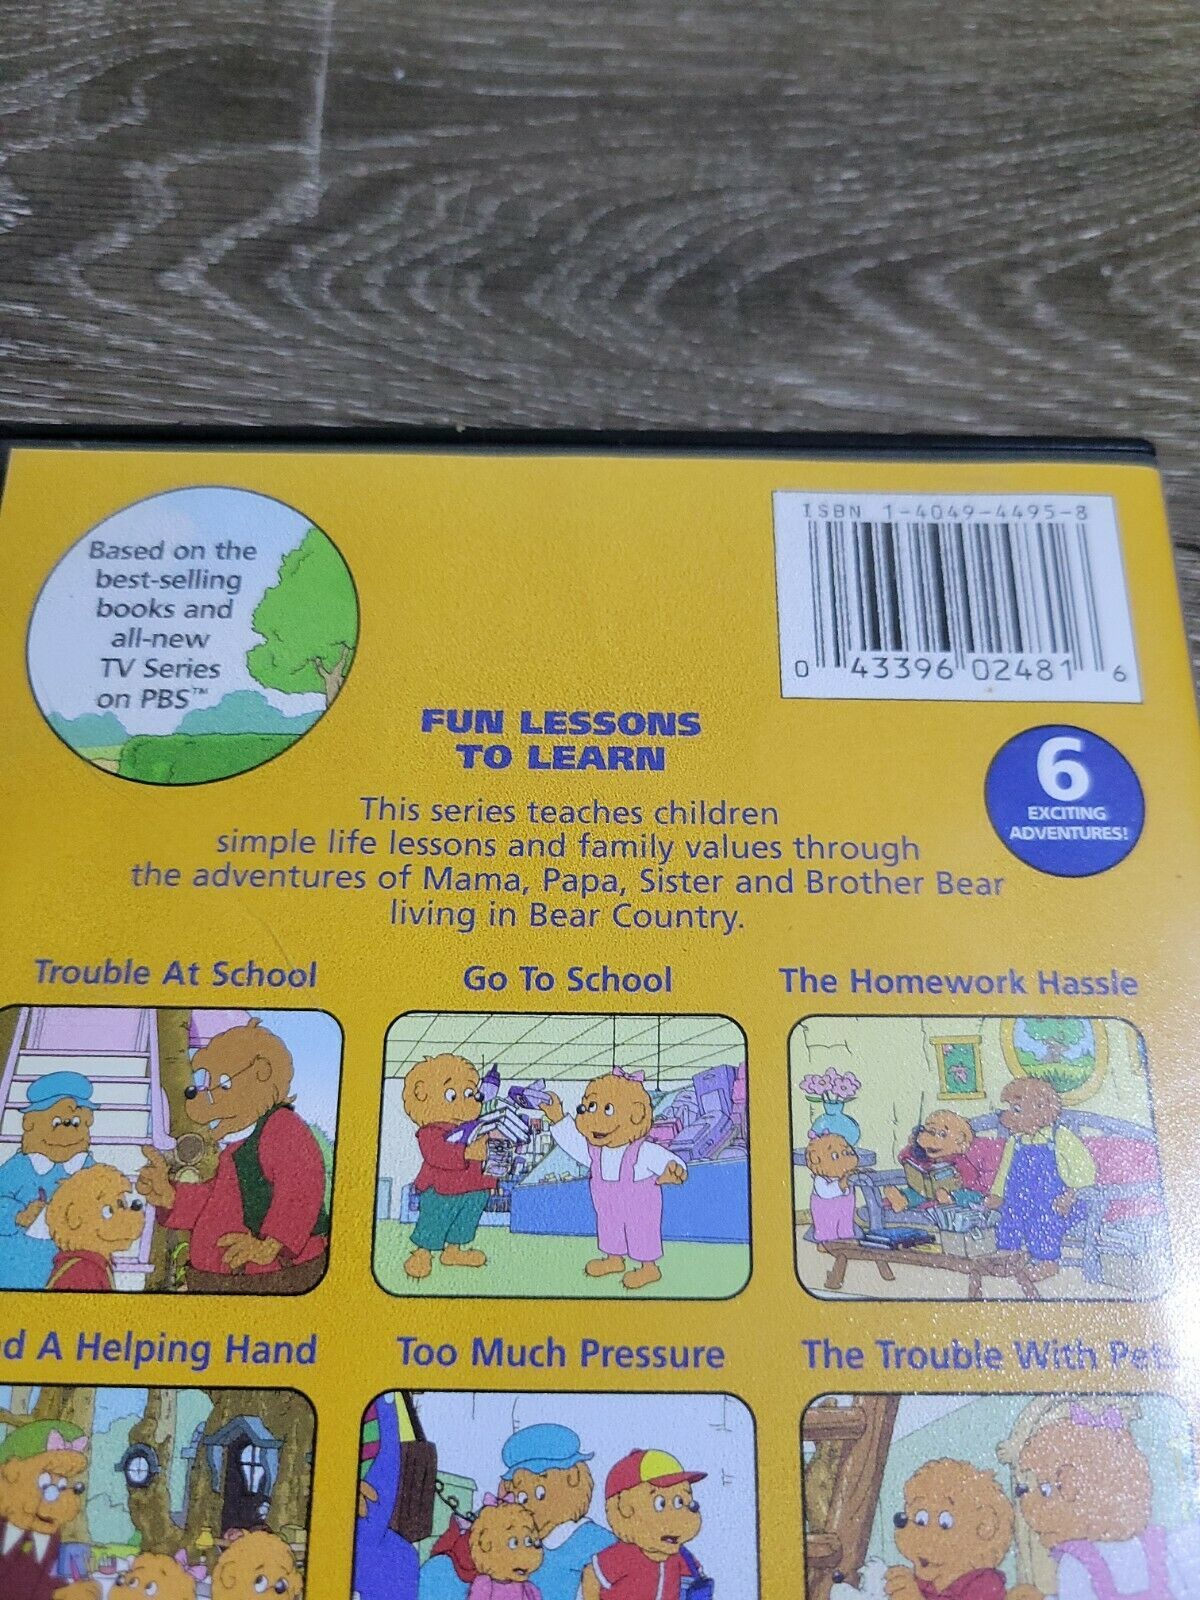 Based on the
best-selling
books and
all-new
TV Series
on PBS™
ISBN 1-4049-4495-8
0 43396 02481 6
FUN LESSONS
TO LEARN
6
EXCITING
ADVENTURES!
This series teaches children
simple life lessons and family values through
the adventures of Mama, Papa, Sister and Brother Bear
living in Bear Country.
Trouble At School
Go To School
The Homework Hassle
d A Helping Hand
Too Much Pressure
The Trouble With Pets